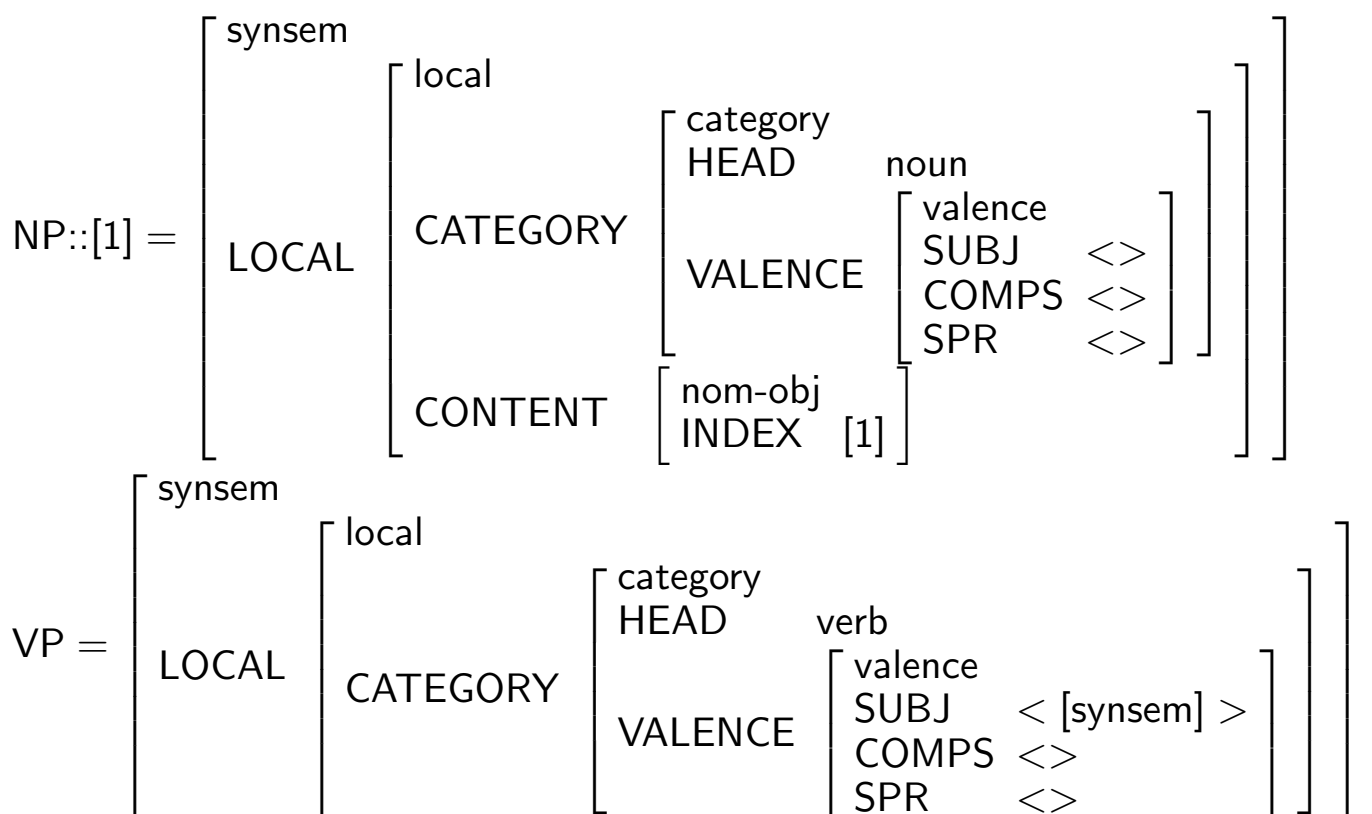 synsem
local
category
HEAD noun
valence
NP::[1] = LOCAL CATEGORY SUBJ <>
VALENCE COMPS <>
SPR <>
nom-obj
CONTENT INDEX [1]
synsem
local
category
HEAD verb
VP = LOCAL CATEGORY valence
VALENCE SUBJ < [synsem] >
COMPS <>
SPR <>